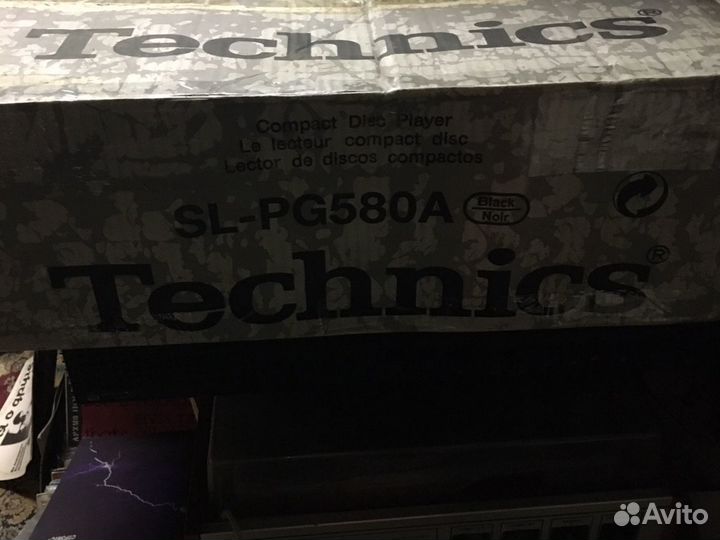 Technics®
Compact Disc Player
Le lecteur compact disc
Lector de discos compactos
SL-PG580A Black Noir
Technics®
Avito